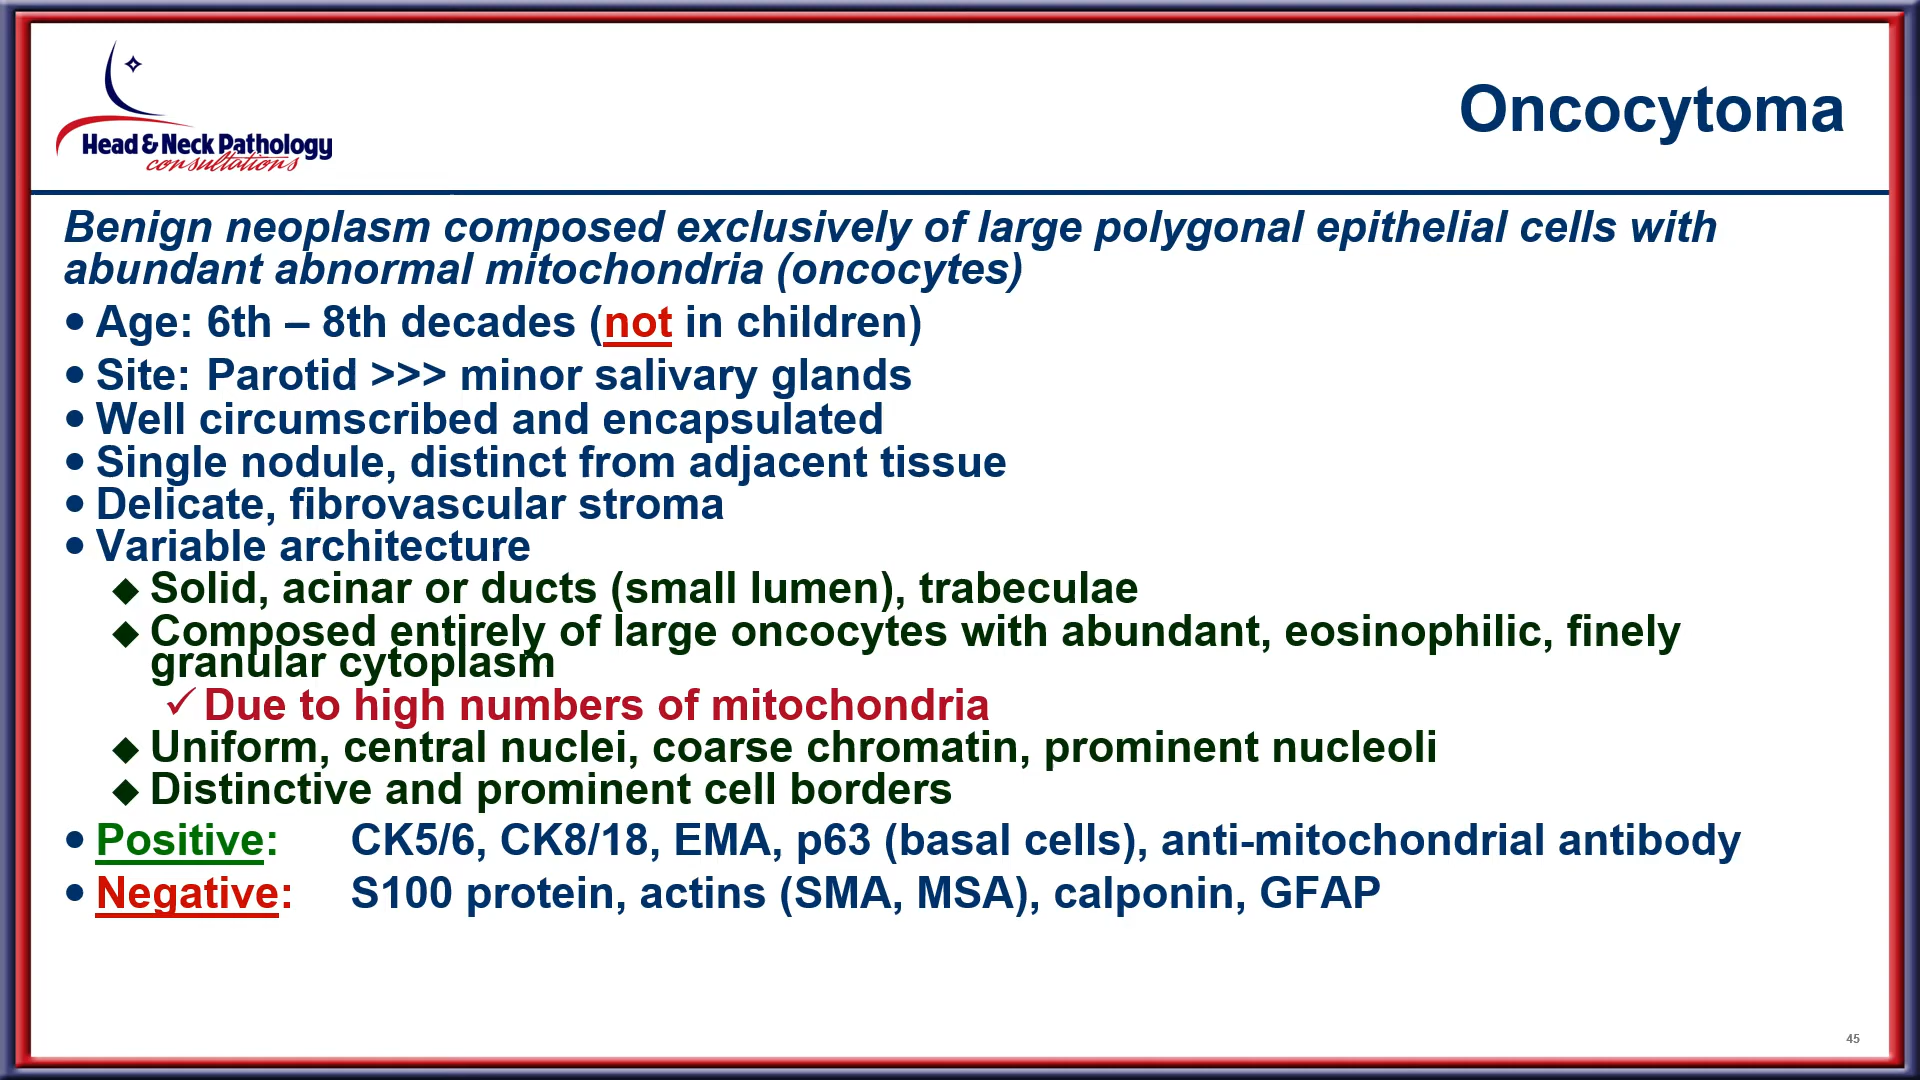 Head & Neck Pathology
consultations
Oncocytoma
Benign neoplasm composed exclusively of large polygonal epithelial cells with
abundant abnormal mitochondria (oncocytes)
• Age: 6th – 8th decades (not in children)
• Site: Parotid >>> minor salivary glands
• Well circumscribed and encapsulated
• Single nodule, distinct from adjacent tissue
• Delicate, fibrovascular stroma
• Variable architecture
◆ Solid, acinar or ducts (small lumen), trabeculae
◆ Composed entirely of large oncocytes with abundant, eosinophilic, finely
granular cytoplasm
✓ Due to high numbers of mitochondria
◆ Uniform, central nuclei, coarse chromatin, prominent nucleoli
◆ Distinctive and prominent cell borders
• Positive: CK5/6, CK8/18, EMA, p63 (basal cells), anti-mitochondrial antibody
• Negative: S100 protein, actins (SMA, MSA), calponin, GFAP
45